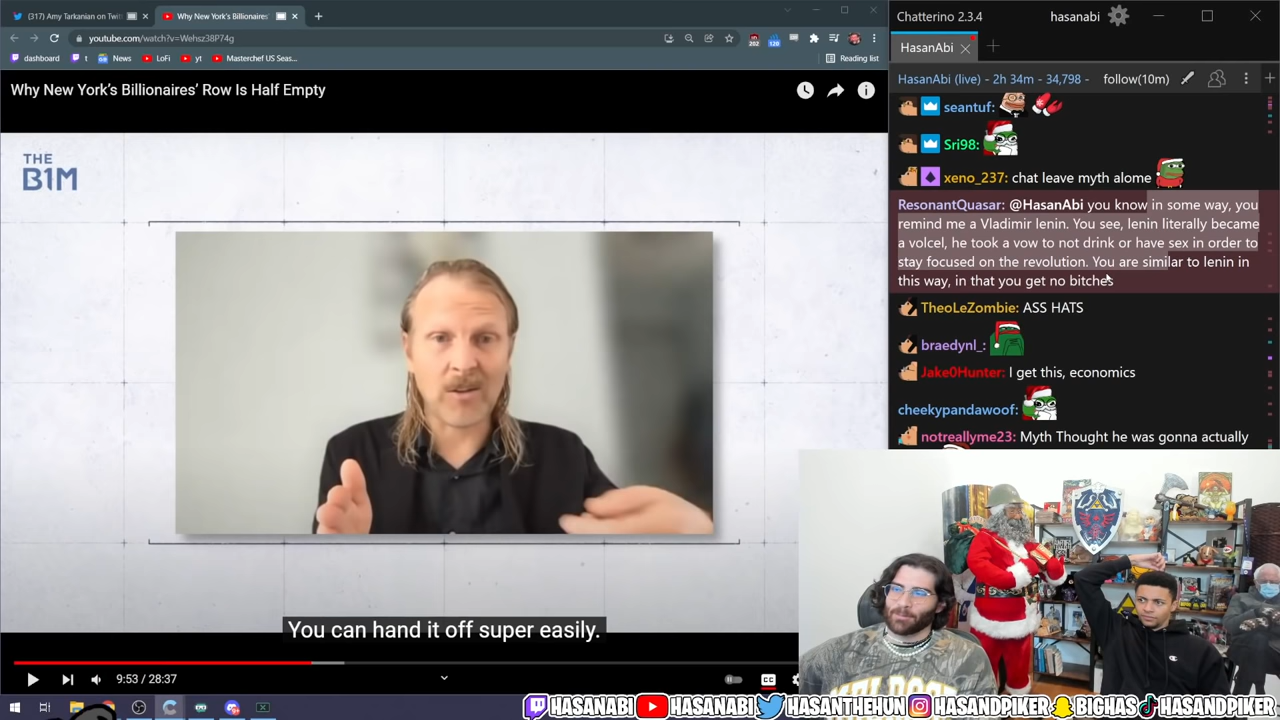 (317) Amy Tarkanian on Twit
Why New York's Billionaires'
youtube.com/watch?v=Wehsz38P74g
202
120
dashboard
t
News
LoFi
yt
Masterchef US Seas...
Reading list
Why New York's Billionaires' Row Is Half Empty
THE
B1M
You can hand it off super easily.
9:53 / 28:37
CC
Chatterino 2.3.4
hasanabi
HasanAbi
HasanAbi (live) - 2h 34m - 34,798 -
follow(10m)
seantuf:
Sri98:
xeno_237: chat leave myth alome
ResonantQuasar: @HasanAbi you know in some way, you
remind me a Vladimir lenin. You see, lenin literally became
a volcel, he took a vow to not drink or have sex in order to
stay focused on the revolution. You are similar to lenin in
this way, in that you get no bitches
TheoLeZombie: ASS HATS
braedynl_:
Jake0Hunter: I get this, economics
cheekypandawoof:
notreallyme23: Myth Thought he was gonna actually
HASANABI
HASANABI
HASANTHEHUN
HASANDPIKER
BIGHAS
HASANDPIKER